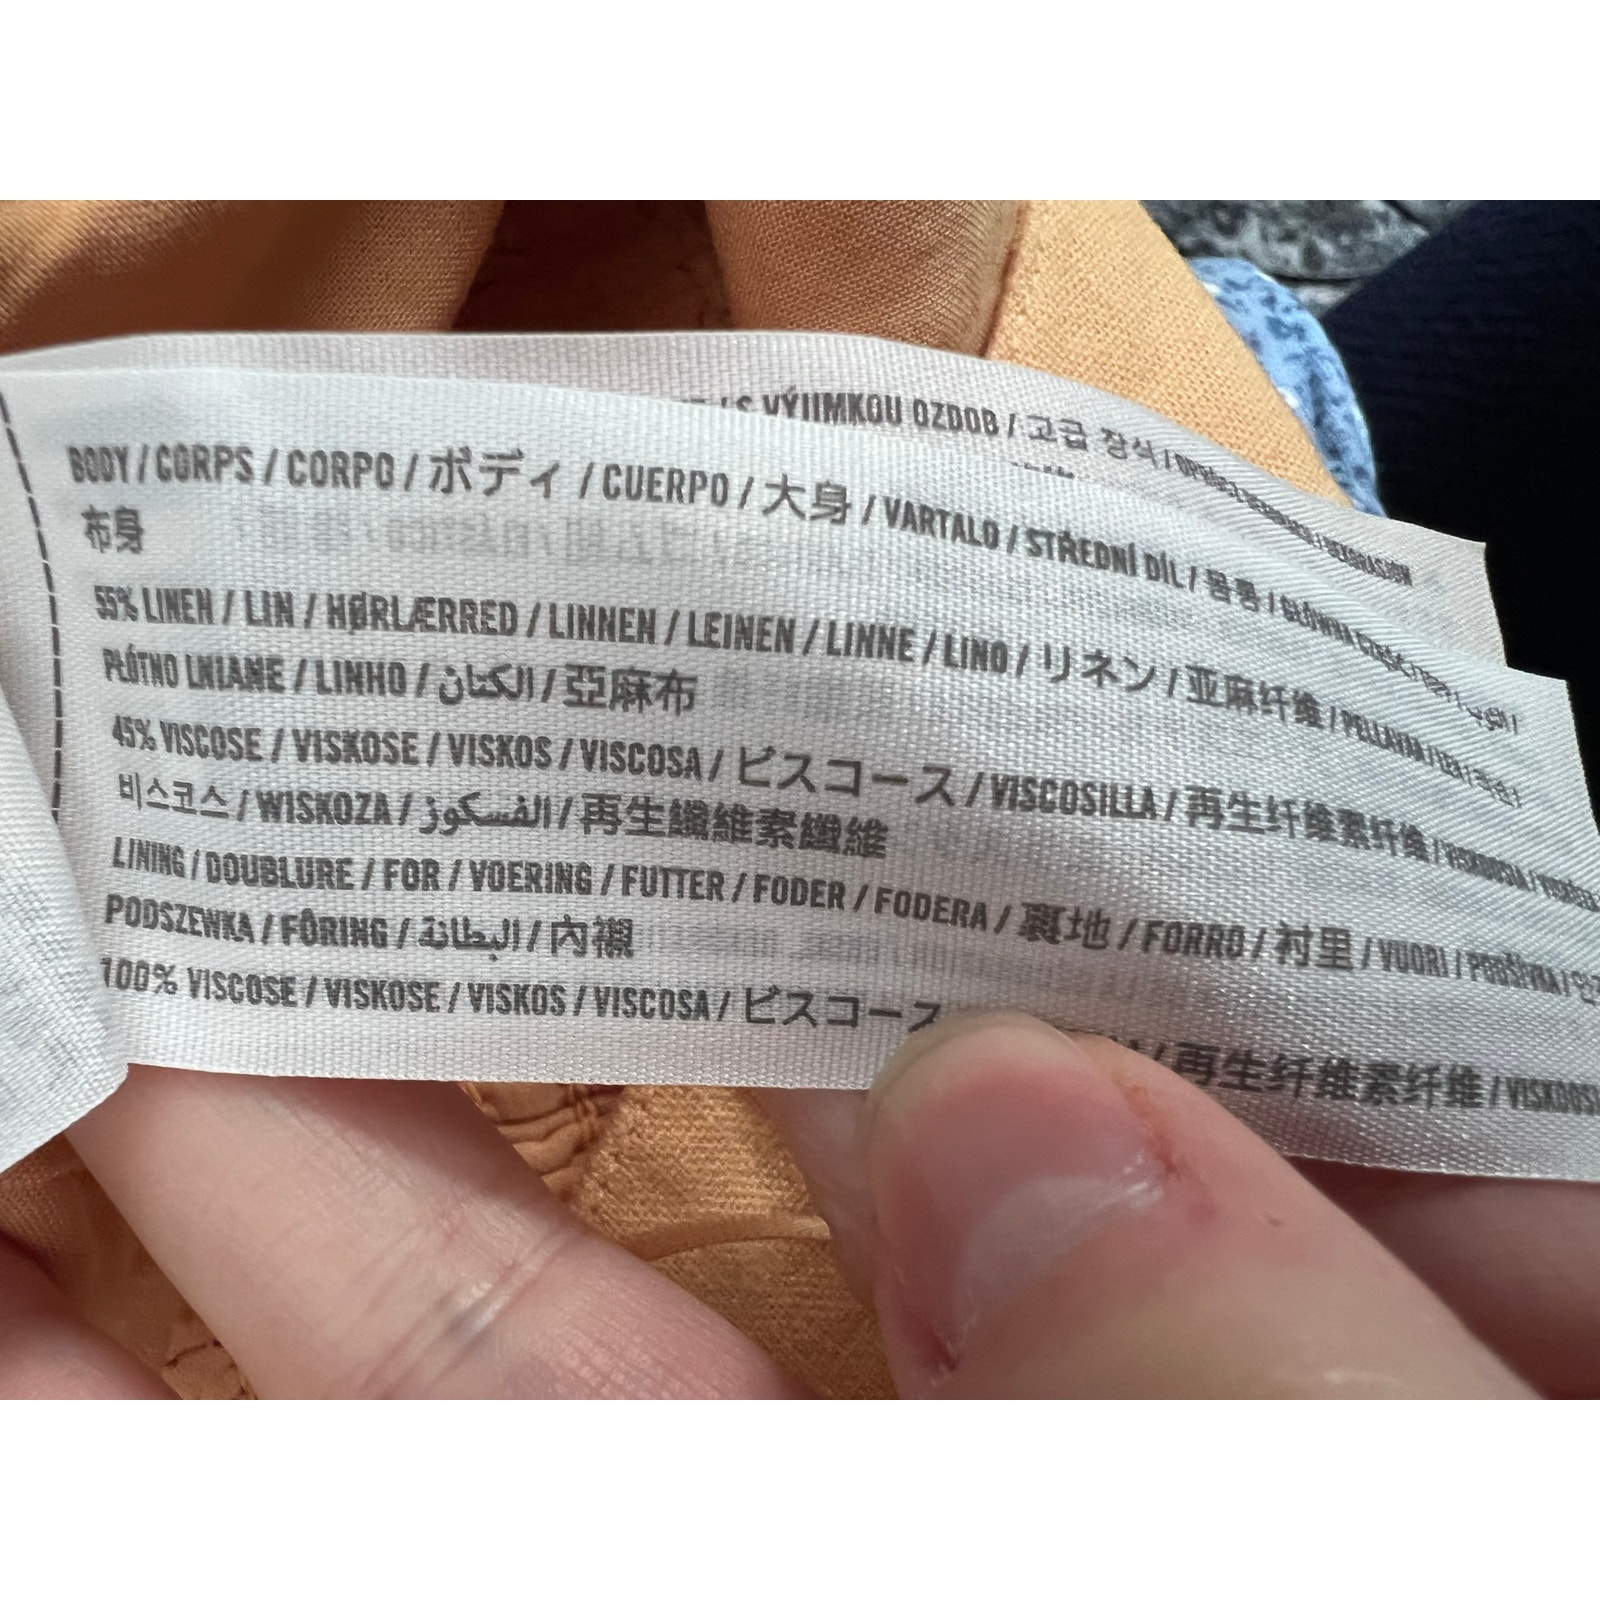 VÝJIMKOU OZDOB / 고급 장식 /
BODY / CORPS / CORPO / ボディ / CUERPO / 大身 / VARTALO / STŘEDNÍ DÍL / 몸통 / GŁÓWNA CZĘŚĆ /
布身
55% LINEN / LIN / HØRLÆRRED / LINNEN / LEINEN / LINNE / LINO / リネン / 亚麻纤维 / PELLAVAA / LEN /
PŁÓTNO LNIANE / LINHO / الكتان / 亞麻布
45% VISCOSE / VISKOSE / VISKOS / VISCOSA / ビスコース / VISCOSILLA / 再生纤维素纤维 / VISKOOSIA /
비스코스 / WISKOZA / الفسكوز / 再生纖維素纖維
LINING / DOUBLURE / FOR / VOERING / FUTTER / FODER / FODERA / 裏地 / FORRO / 衬里 / VUORI / PODŠÍVKA /
PODSZEWKA / FÔRING / البطانة / 內襯
100% VISCOSE / VISKOSE / VISKOS / VISCOSA / ビスコース / 再生纤维素纤维 /